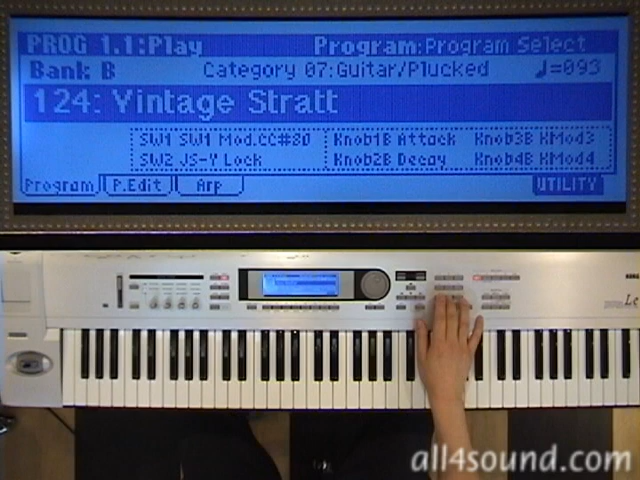 PROG 1.1:Play Program:Program Select
Bank B Category 07:Guitar/Plucked ♩=093
124: Vintage Stratt
SW1 SW1 Mod.CC#80 Knob1B Attack Knob3B KMod3
SW2 JS-Y Lock Knob2B Decay Knob4B KMod4
Program P.Edit Arp UTILITY
Le
all4sound.com